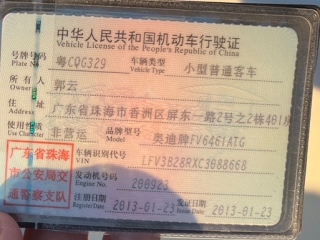 中华人民共和国机动车行驶证
Vehicle License of the People's Republic of China
号牌号码 粤CQG329 车辆类型 小型普通客车
Plate No. Vehicle Type
所有人 郭云
Owner
住址 广东省珠海市香洲区屏东一路2号之2栋401
使用性质 非营运 品牌型号 奥迪牌FV6461ATG
Use Character Model
车辆识别代号 LFV3B28RXC3088668
VIN
发动机号码 200923
Engine No.
注册日期 2013-01-23 发证日期 2013-01-23
Register Date Issue Date
广东省珠海
市公安局交
通警察支队